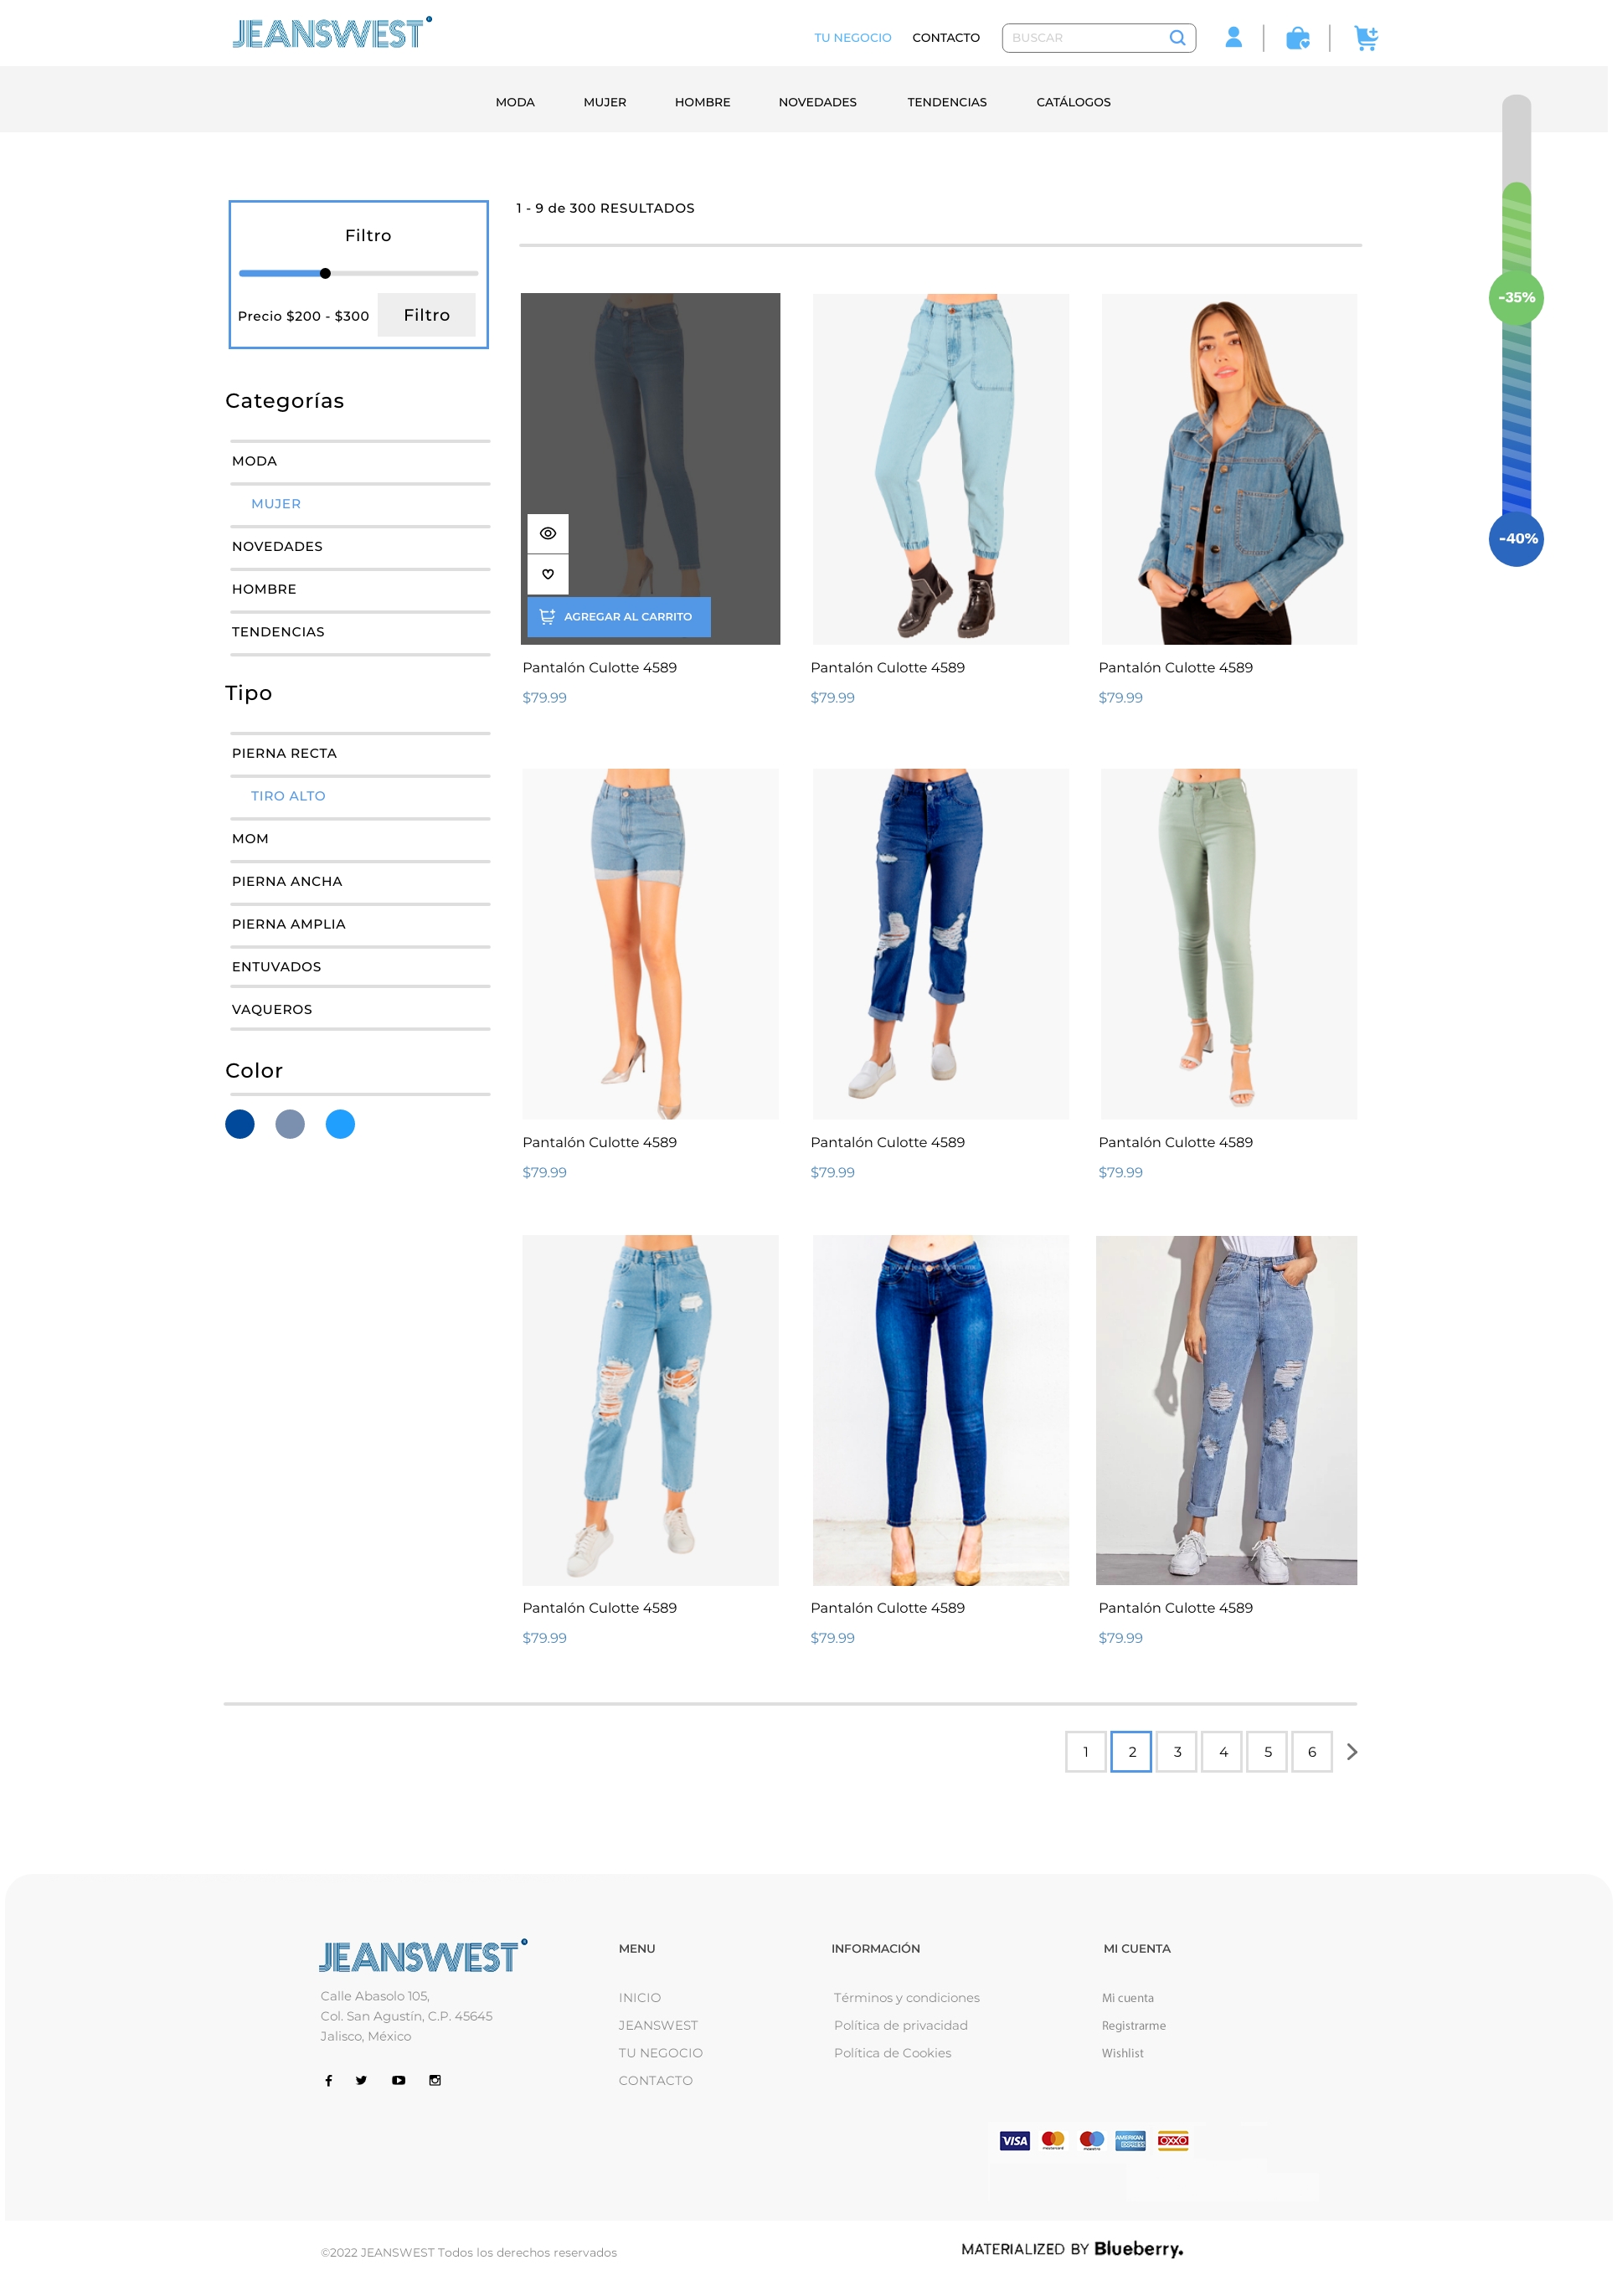 JEANSWEST
TU NEGOCIO
CONTACTO
BUSCAR
MODA
MUJER
HOMBRE
NOVEDADES
TENDENCIAS
CATÁLOGOS
Filtro
Precio $200 - $300
Filtro
1 - 9 de 300 RESULTADOS
-35%
-40%
Categorías
MODA
MUJER
NOVEDADES
HOMBRE
TENDENCIAS
Tipo
PIERNA RECTA
TIRO ALTO
MOM
PIERNA ANCHA
PIERNA AMPLIA
ENTUVADOS
VAQUEROS
Color
AGREGAR AL CARRITO
Pantalón Culotte 4589
$79.99
Pantalón Culotte 4589
$79.99
Pantalón Culotte 4589
$79.99
Pantalón Culotte 4589
$79.99
Pantalón Culotte 4589
$79.99
Pantalón Culotte 4589
$79.99
Pantalón Culotte 4589
$79.99
Pantalón Culotte 4589
$79.99
Pantalón Culotte 4589
$79.99
1
2
3
4
5
6
JEANSWEST
Calle Abasolo 105,
Col. San Agustín, C.P. 45645
Jalisco, México
MENU
INICIO
JEANSWEST
TU NEGOCIO
CONTACTO
INFORMACIÓN
Términos y condiciones
Política de privacidad
Política de Cookies
MI CUENTA
Mi cuenta
Registrarme
Wishlist
VISA
mastercard
maestro
AMERICAN EXPRESS
OXXO
©2022 JEANSWEST Todos los derechos reservados
MATERIALIZED BY Blueberry.